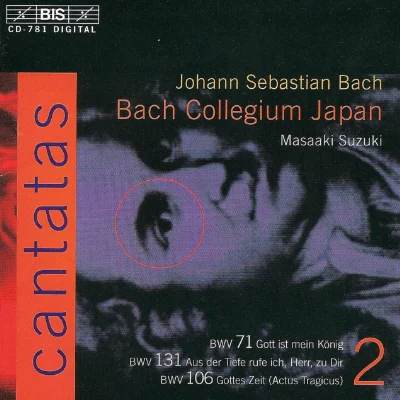 BIS
CD-781 DIGITAL
Johann Sebastian Bach
Bach Collegium Japan
Masaaki Suzuki
cantatas
BWV 71 Gott ist mein König
BWV 131 Aus der Tiefe rufe ich, Herr, zu Dir
BWV 106 Gottes Zeit (Actus Tragicus)
2